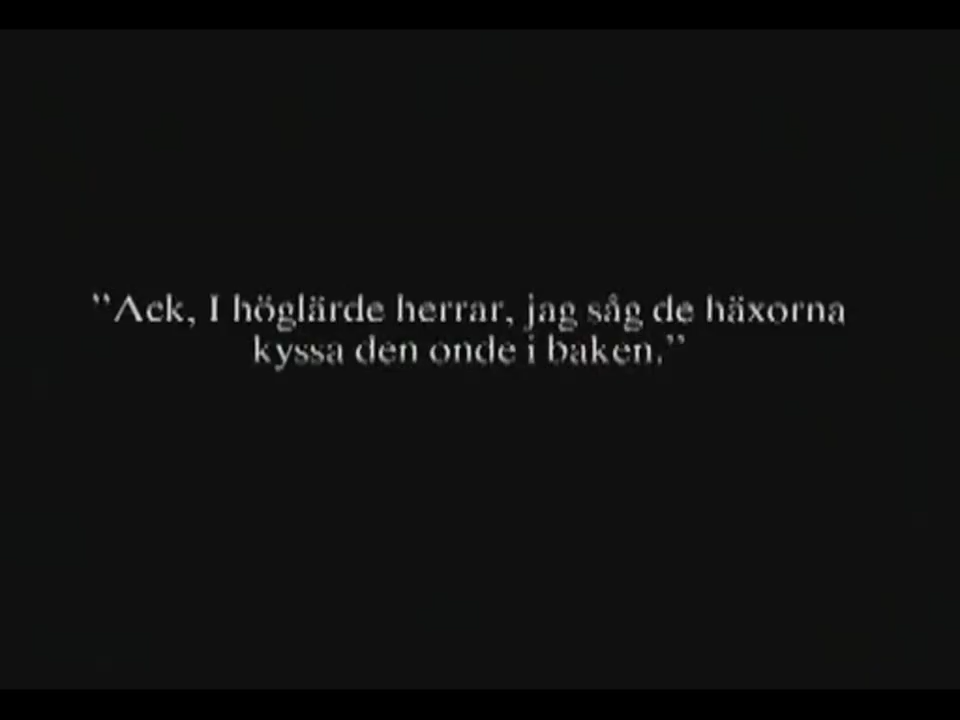 ”Ack, I höglärde herrar, jag såg de häxorna
kyssa den onde i baken.”